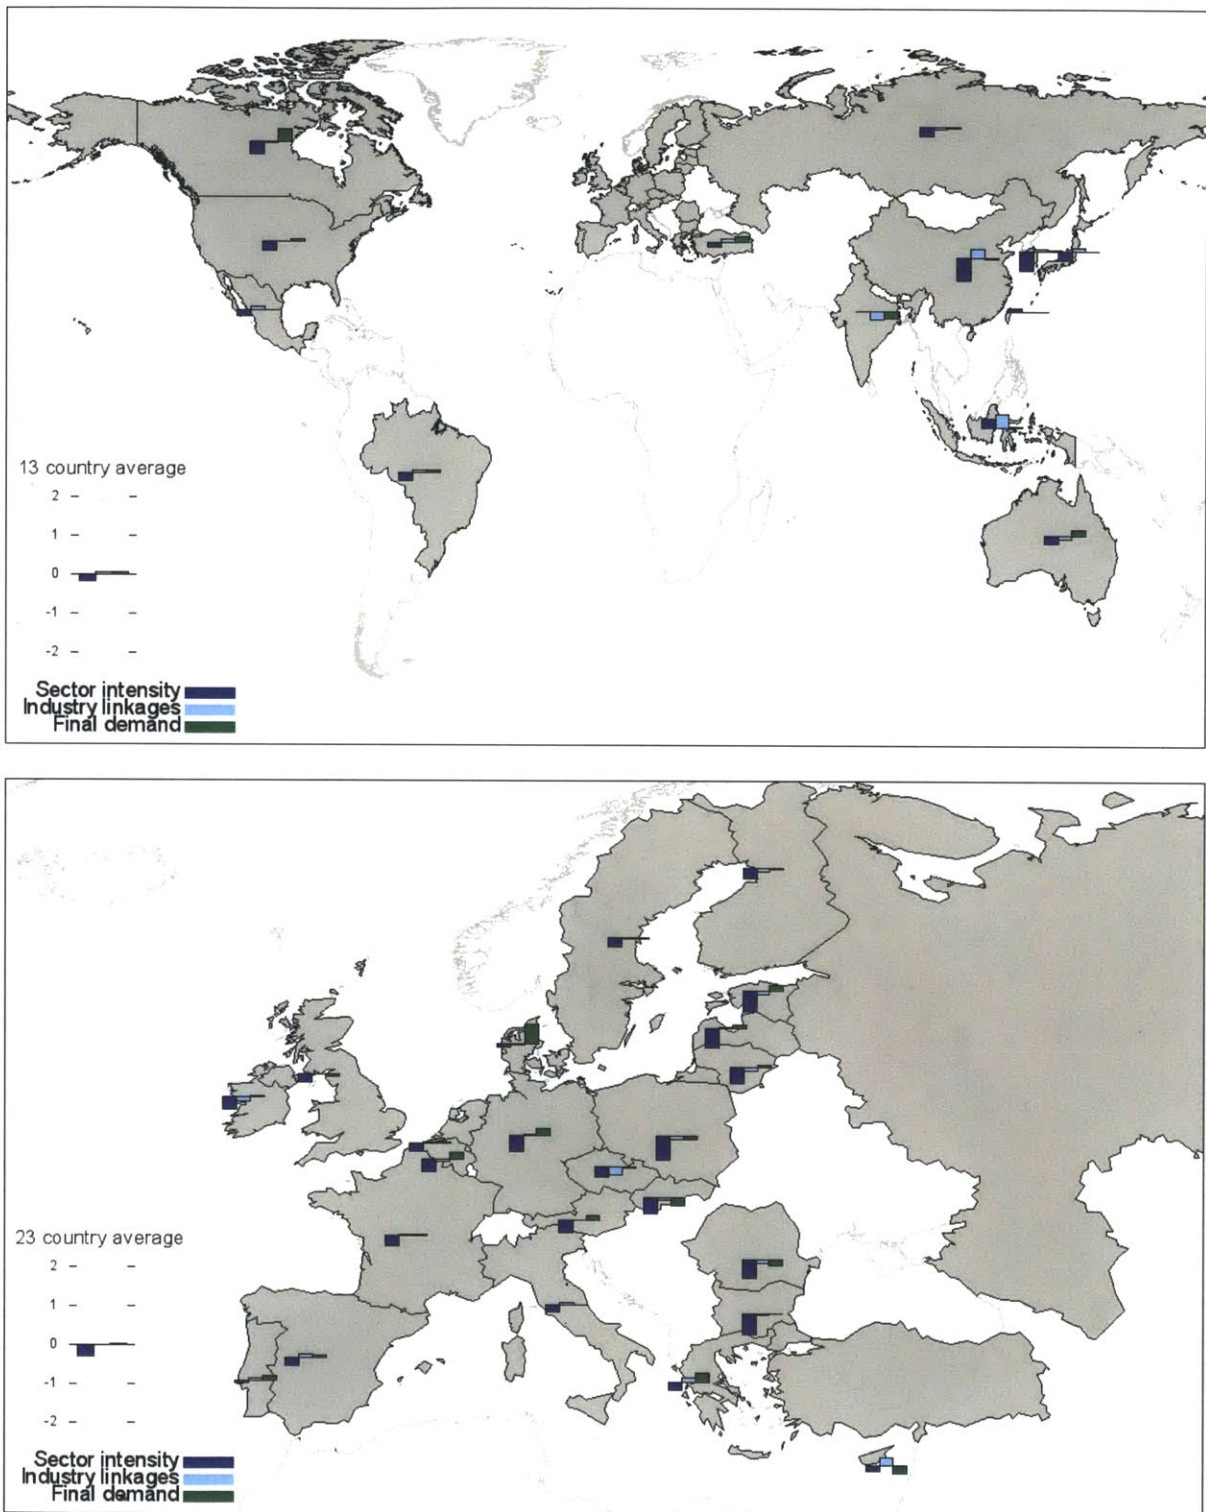 13 country average
2
1
0
-1
-2
Sector intensity
Industry linkages
Final demand
23 country average
2
1
0
-1
-2
Sector intensity
Industry linkages
Final demand